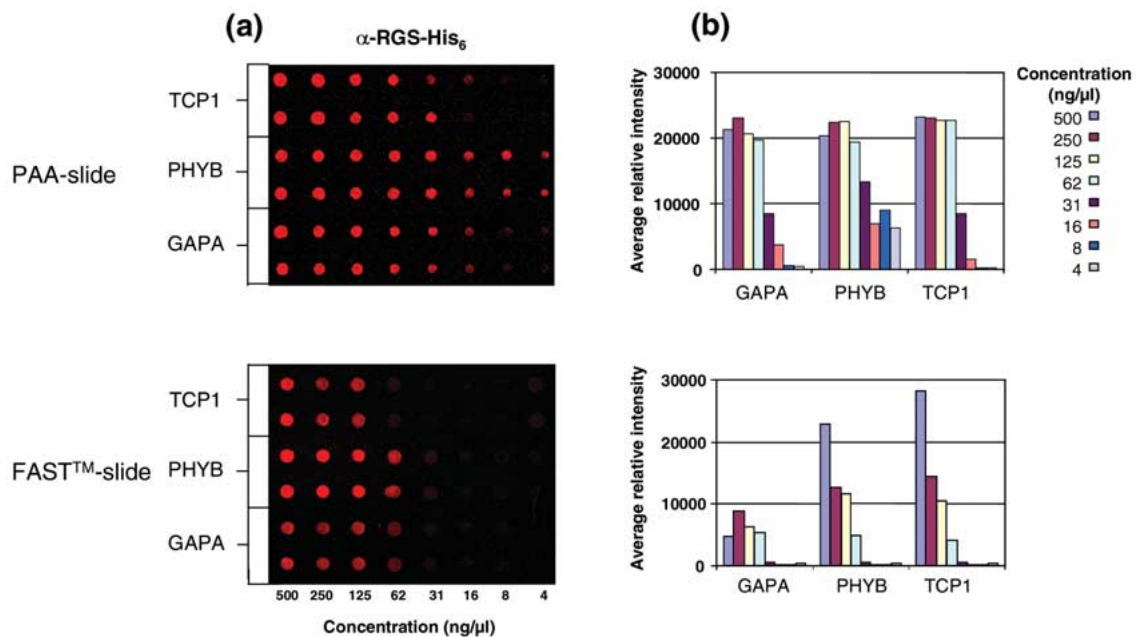 (a)
α-RGS-His6
PAA-slide
TCP1
PHYB
GAPA
FAST™-slide
TCP1
PHYB
GAPA
500 250 125 62 31 16 8 4
Concentration (ng/µl)
(b)
Average relative intensity
30000
20000
10000
0
GAPA PHYB TCP1
Concentration
(ng/µl)
500
250
125
62
31
16
8
4
Average relative intensity
30000
20000
10000
0
GAPA PHYB TCP1